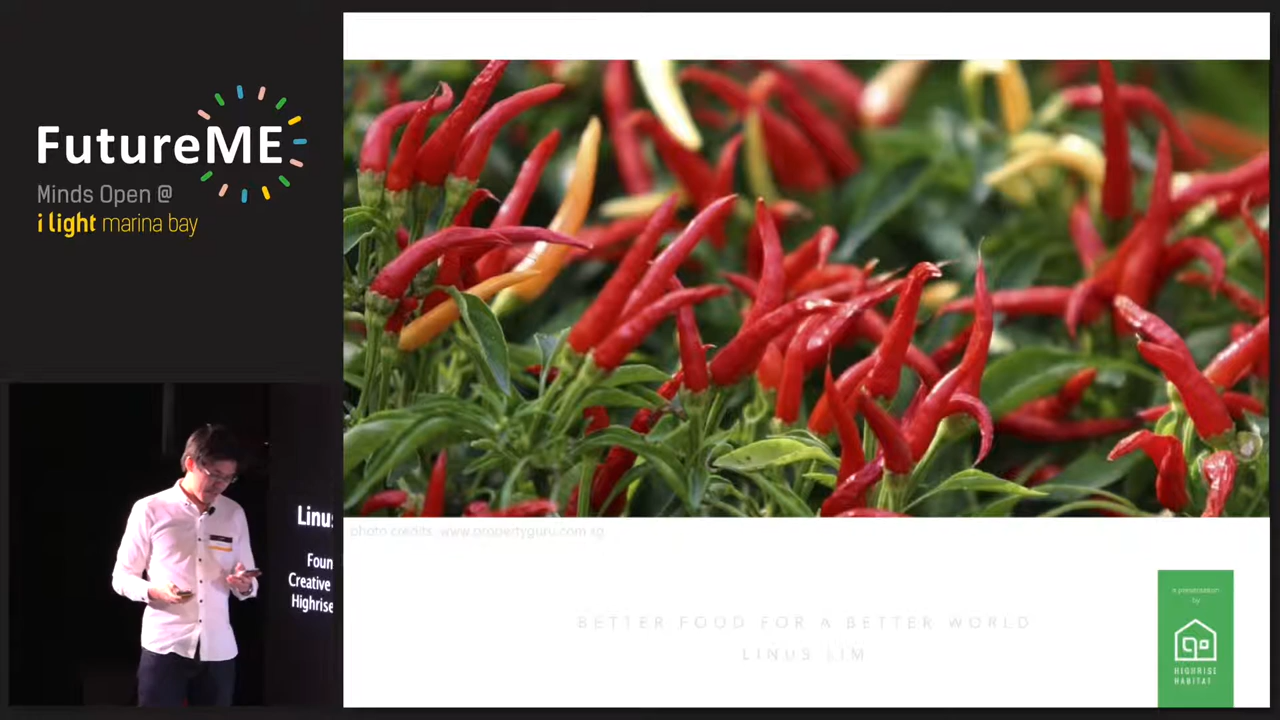 FutureME
Minds Open @
i light marina bay
Linus
Foun
Creative
Highrise
photo credits: www.propertyguru.com.sg
BETTER FOOD FOR A BETTER WORLD
LINUS LIM
a presentation
by
HIGHRISE
HABITAT